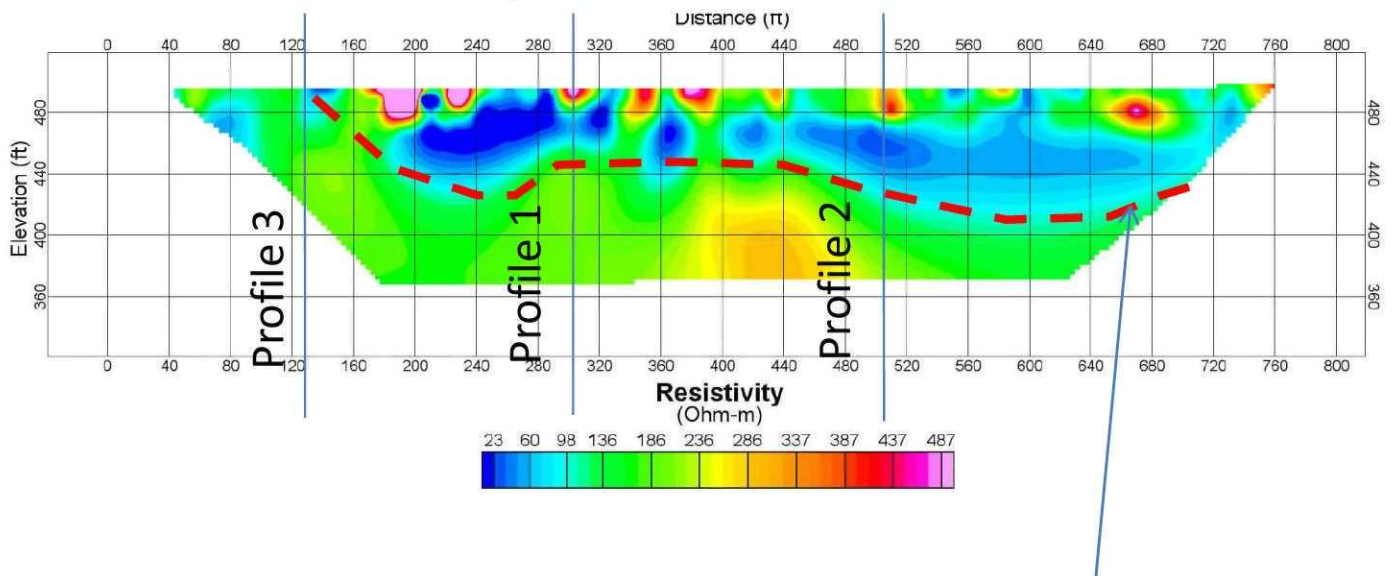 Distance (ft)
0 40 80 120 160 200 240 280 320 360 400 440 480 520 560 600 640 680 720 760 800
Elevation (ft)
480 480
440 440
400 400
360 360
Profile 3
Profile 1
Profile 2
0 40 80 120 160 200 240 280 320 360 400 440 480 520 560 600 640 680 720 760 800
Resistivity
(Ohm-m)
23 60 98 136 186 236 286 337 387 437 487